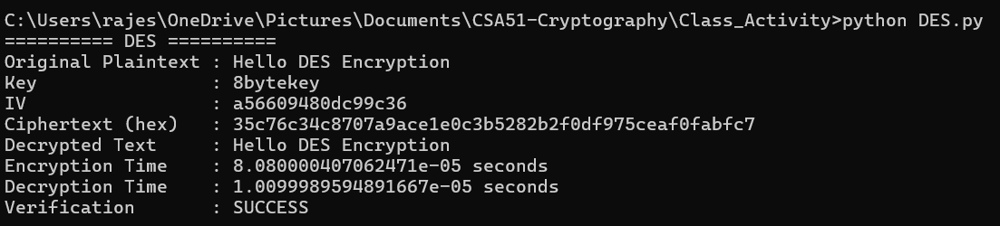 C:\Users\rajes\OneDrive\Pictures\Documents\CSA51-Cryptography\Class_Activity>python DES.py
========== DES ==========
Original Plaintext : Hello DES Encryption
Key                : 8bytekey
IV                 : a56609480dc99c36
Ciphertext (hex)   : 35c76c34c8707a9ace1e0c3b5282b2f0df975ceaf0fabfc7
Decrypted Text     : Hello DES Encryption
Encryption Time    : 8.080000407062471e-05 seconds
Decryption Time    : 1.0099989594891667e-05 seconds
Verification       : SUCCESS